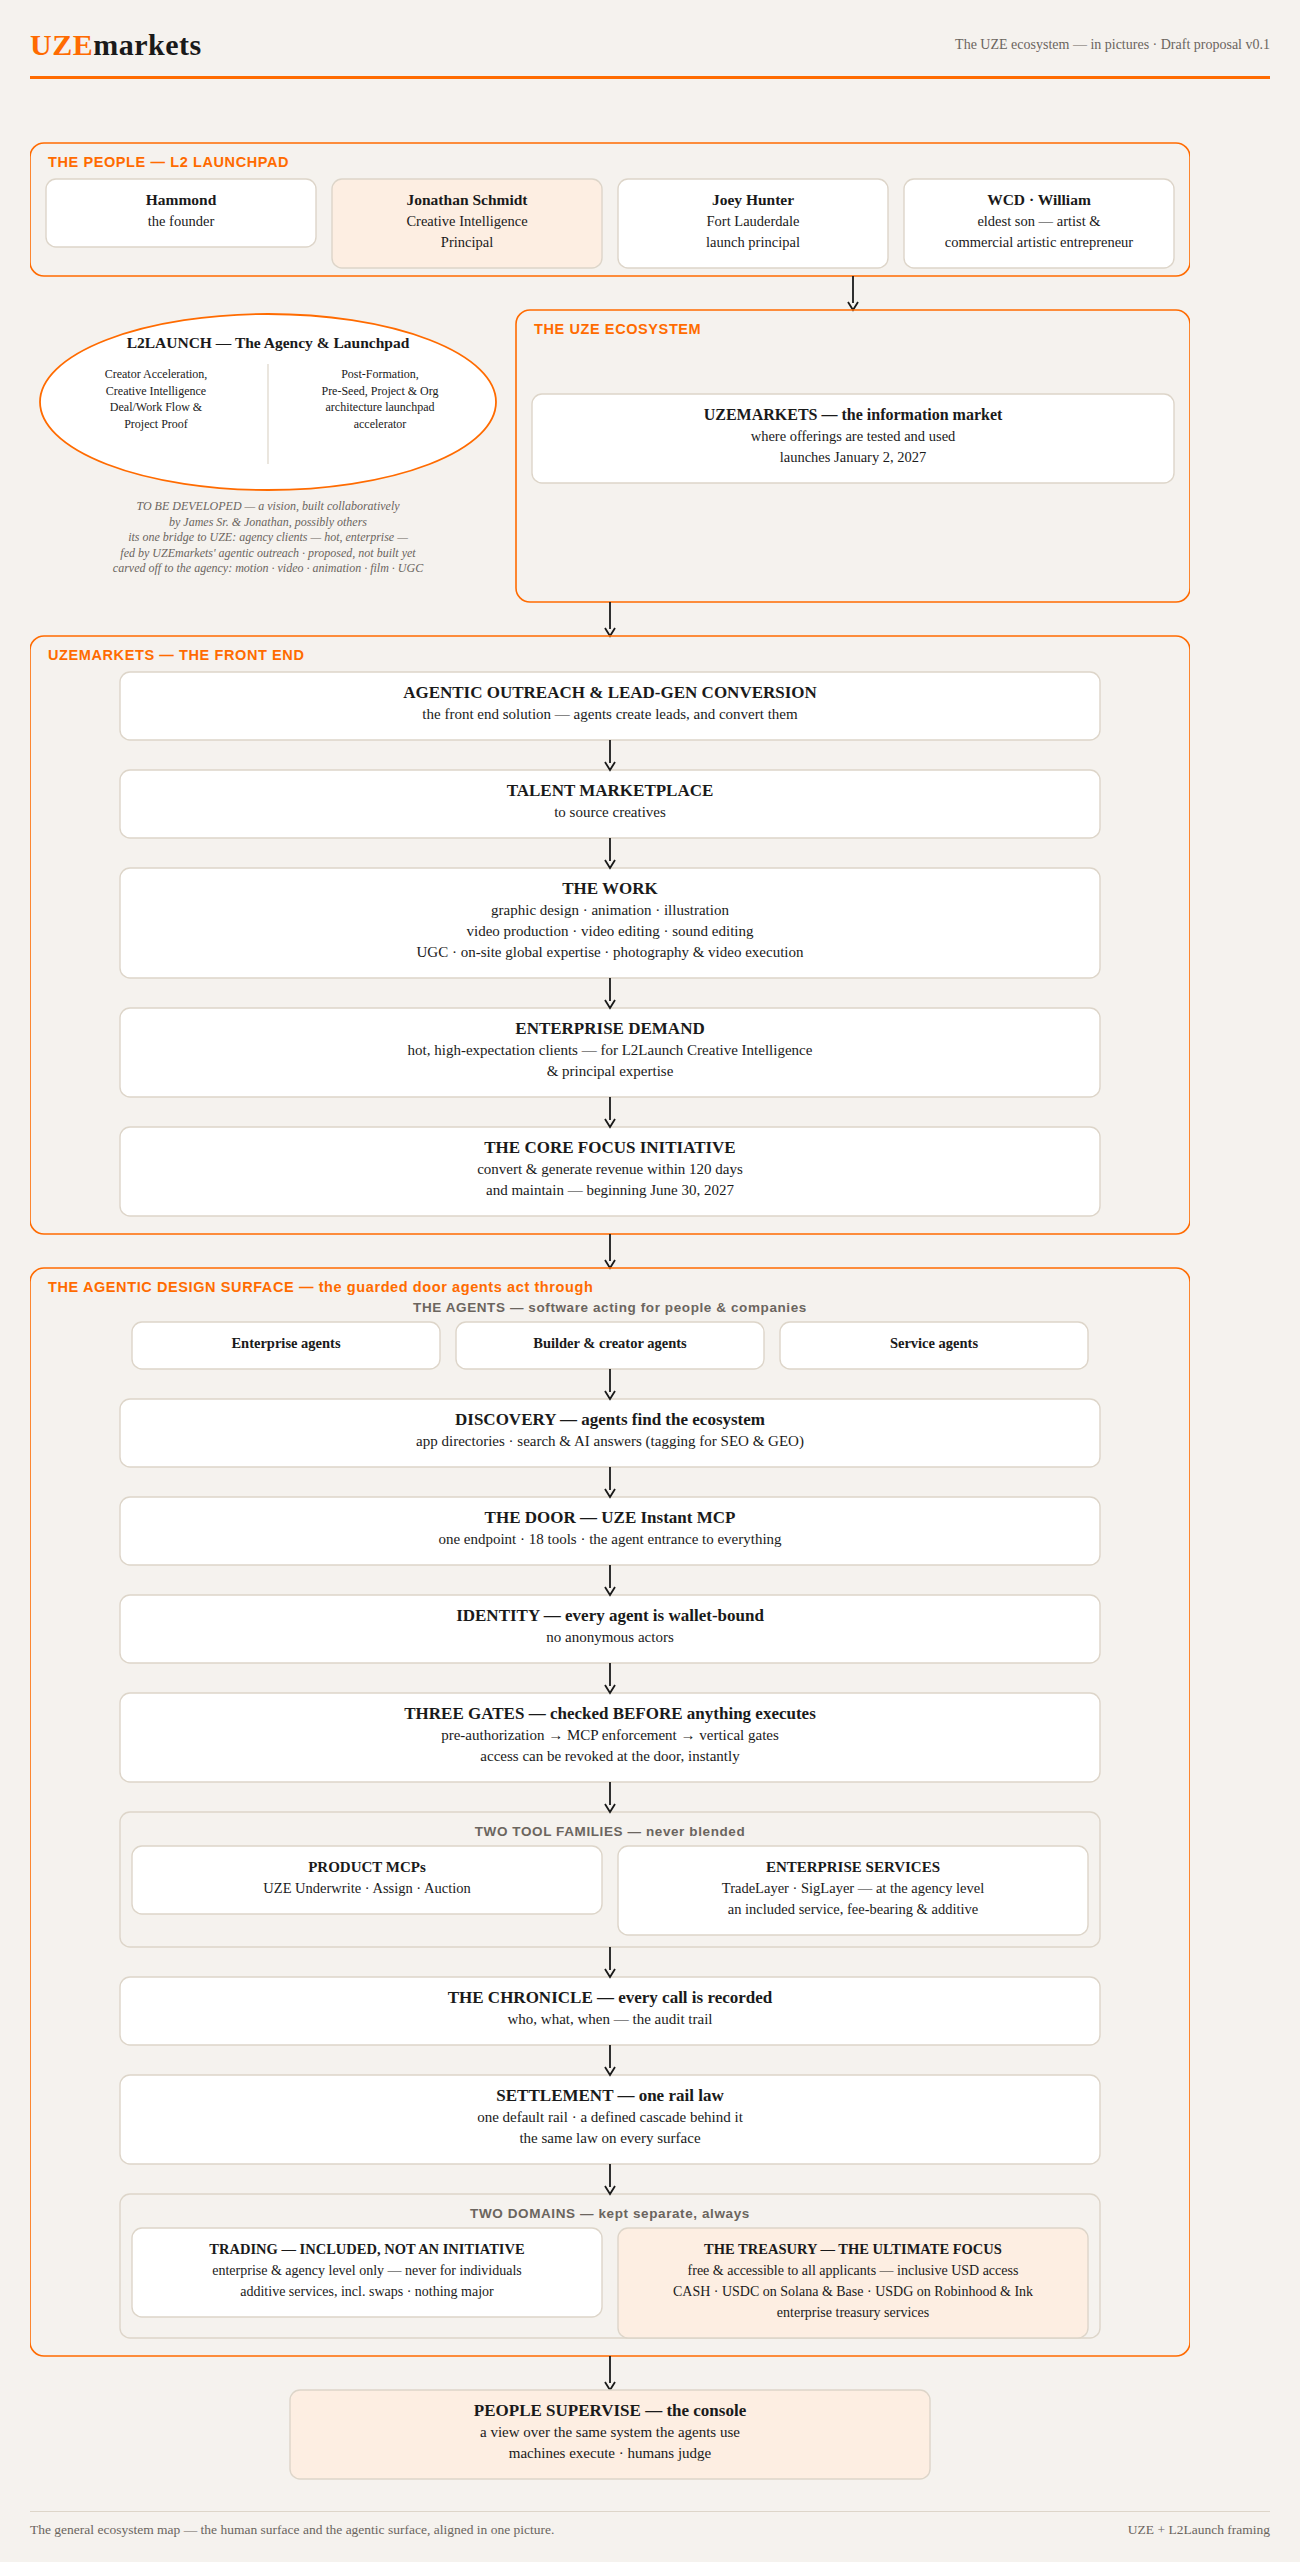 UZEmarkets
The UZE ecosystem — in pictures · Draft proposal v0.1
THE PEOPLE — L2 LAUNCHPAD
Hammond
the founder
Jonathan Schmidt
Creative Intelligence
Principal
Joey Hunter
Fort Lauderdale
launch principal
WCD · William
eldest son — artist &
commercial artistic entrepreneur
L2LAUNCH — The Agency & Launchpad
Creator Acceleration,
Creative Intelligence
Deal/Work Flow &
Project Proof
Post-Formation,
Pre-Seed, Project & Org
architecture launchpad
accelerator
TO BE DEVELOPED — a vision, built collaboratively
by James Sr. & Jonathan, possibly others
its one bridge to UZE: agency clients — hot, enterprise —
fed by UZEmarkets' agentic outreach · proposed, not built yet
carved off to the agency: motion · video · animation · film · UGC
THE UZE ECOSYSTEM
UZEMARKETS — the information market
where offerings are tested and used
launches January 2, 2027
UZEMARKETS — THE FRONT END
AGENTIC OUTREACH & LEAD-GEN CONVERSION
the front end solution — agents create leads, and convert them
TALENT MARKETPLACE
to source creatives
THE WORK
graphic design · animation · illustration
video production · video editing · sound editing
UGC · on-site global expertise · photography & video execution
ENTERPRISE DEMAND
hot, high-expectation clients — for L2Launch Creative Intelligence
& principal expertise
THE CORE FOCUS INITIATIVE
convert & generate revenue within 120 days
and maintain — beginning June 30, 2027
THE AGENTIC DESIGN SURFACE — the guarded door agents act through
THE AGENTS — software acting for people & companies
Enterprise agents
Builder & creator agents
Service agents
DISCOVERY — agents find the ecosystem
app directories · search & AI answers (tagging for SEO & GEO)
THE DOOR — UZE Instant MCP
one endpoint · 18 tools · the agent entrance to everything
IDENTITY — every agent is wallet-bound
no anonymous actors
THREE GATES — checked BEFORE anything executes
pre-authorization → MCP enforcement → vertical gates
access can be revoked at the door, instantly
TWO TOOL FAMILIES — never blended
PRODUCT MCPs
UZE Underwrite · Assign · Auction
ENTERPRISE SERVICES
TradeLayer · SigLayer — at the agency level
an included service, fee-bearing & additive
THE CHRONICLE — every call is recorded
who, what, when — the audit trail
SETTLEMENT — one rail law
one default rail · a defined cascade behind it
the same law on every surface
TWO DOMAINS — kept separate, always
TRADING — INCLUDED, NOT AN INITIATIVE
enterprise & agency level only — never for individuals
additive services, incl. swaps · nothing major
THE TREASURY — THE ULTIMATE FOCUS
free & accessible to all applicants — inclusive USD access
CASH · USDC on Solana & Base · USDG on Robinhood & Ink
enterprise treasury services
PEOPLE SUPERVISE — the console
a view over the same system the agents use
machines execute · humans judge
The general ecosystem map — the human surface and the agentic surface, aligned in one picture.
UZE + L2Launch framing